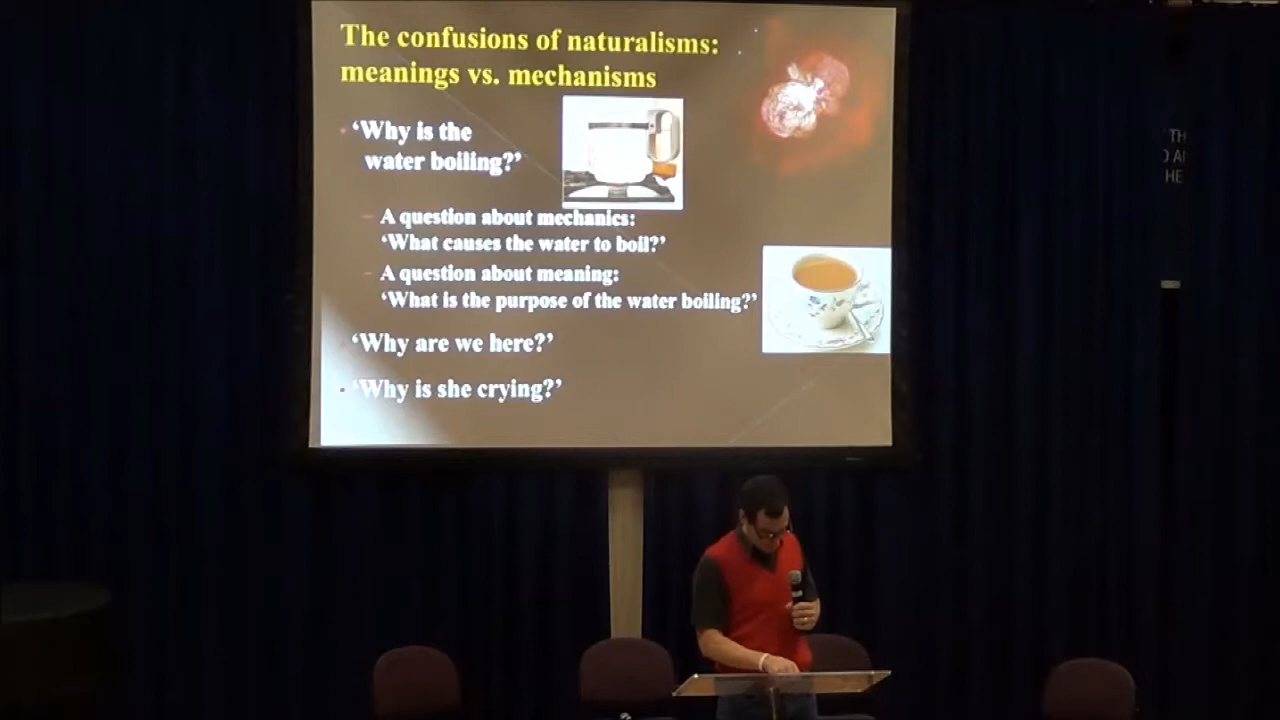 The confusions of naturalisms:
meanings vs. mechanisms
‘Why is the
water boiling?’
– A question about mechanics:
‘What causes the water to boil?’
– A question about meaning:
‘What is the purpose of the water boiling?’
‘Why are we here?’
‘Why is she crying?’
TH
HE